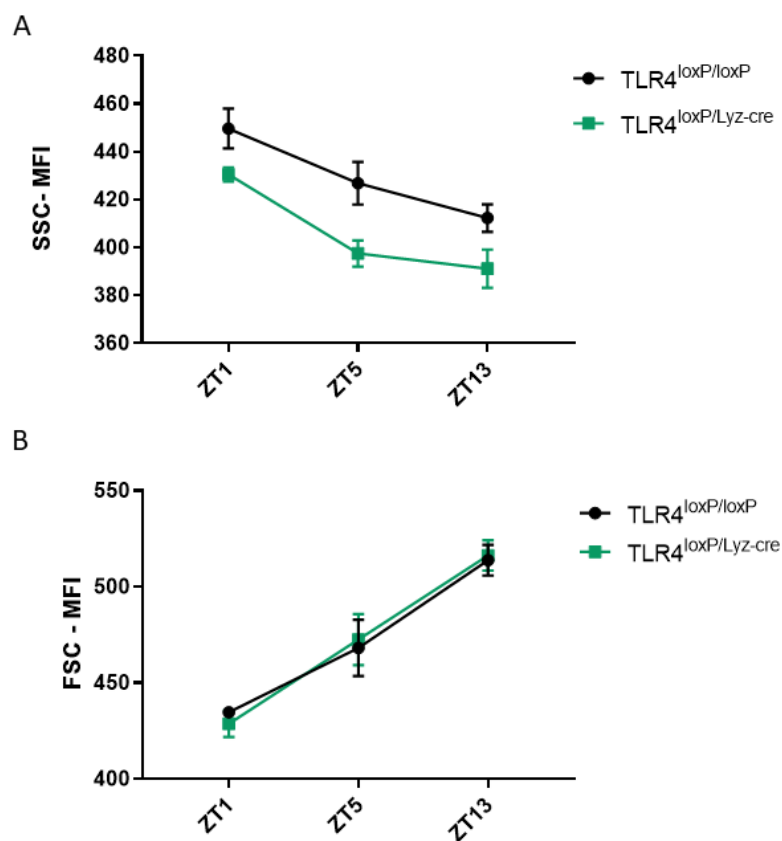 A
SSC- MFI
480
460
440
420
400
380
360
ZT1
ZT5
ZT13
TLR4loxP/loxP
TLR4loxP/Lyz-cre
B
FSC - MFI
550
500
450
400
ZT1
ZT5
ZT13
TLR4loxP/loxP
TLR4loxP/Lyz-cre